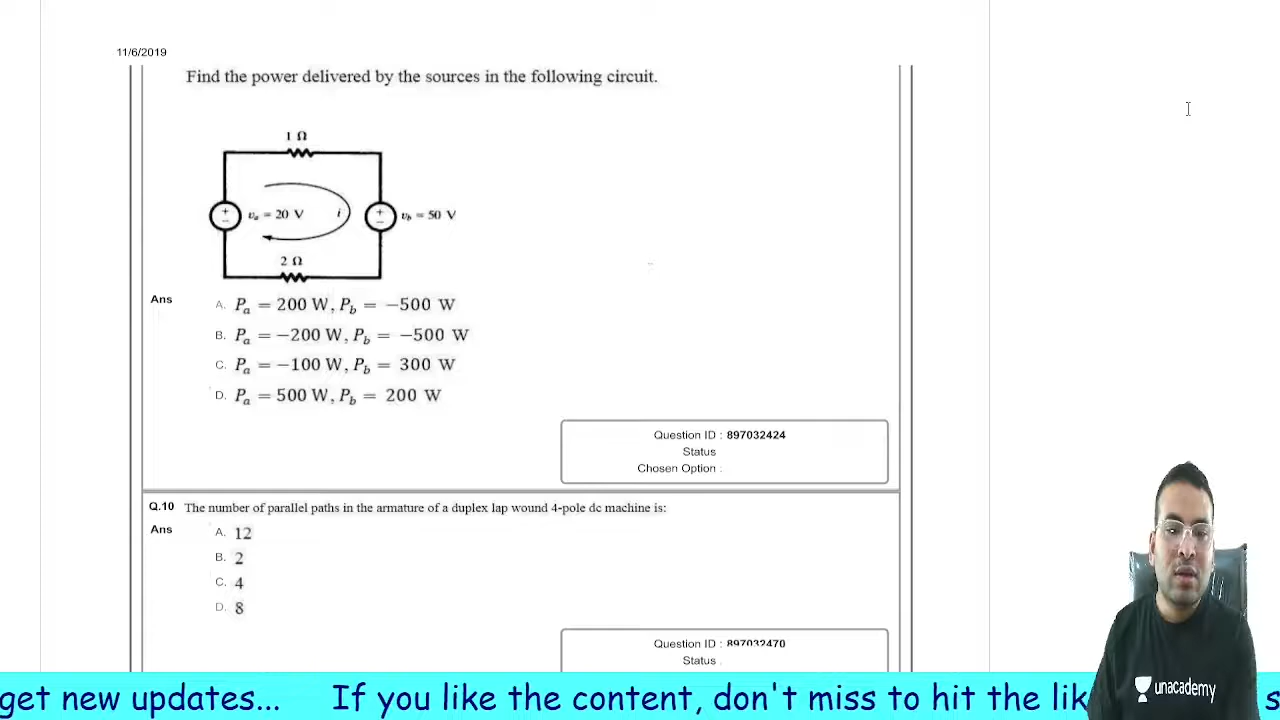 11/6/2019
Find the power delivered by the sources in the following circuit.
1 Ω
+
−
vₐ = 20 V
i
+
−
v_b = 50 V
2 Ω
Ans
A. Pₐ = 200 W, P_b = −500 W
B. Pₐ = −200 W, P_b = −500 W
C. Pₐ = −100 W, P_b = 300 W
D. Pₐ = 500 W, P_b = 200 W
Question ID : 897032424
Status
Chosen Option :
Q.10 The number of parallel paths in the armature of a duplex lap wound 4-pole dc machine is:
Ans
A. 12
B. 2
C. 4
D. 8
Question ID : 897032470
Status
unacademy
get new updates... If you like the content, don't miss to hit the lik s